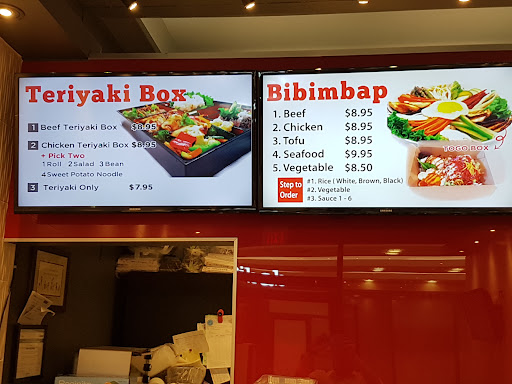 Teriyaki Box
1 Beef Teriyaki Box $8.95
2 Chicken Teriyaki Box $8.95
+ Pick Two
1 Roll 2 Salad 3 Bean
4 Sweet Potato Noodle
3 Teriyaki Only $7.95
Bibimbap
1. Beef $8.95
2. Chicken $8.95
3. Tofu $8.95
4. Seafood $9.95
5. Vegetable $8.50
TOGO BOX
Step to
Order
#1. Rice ( White, Brown, Black)
#2. Vegetable
#3. Sauce 1 - 6